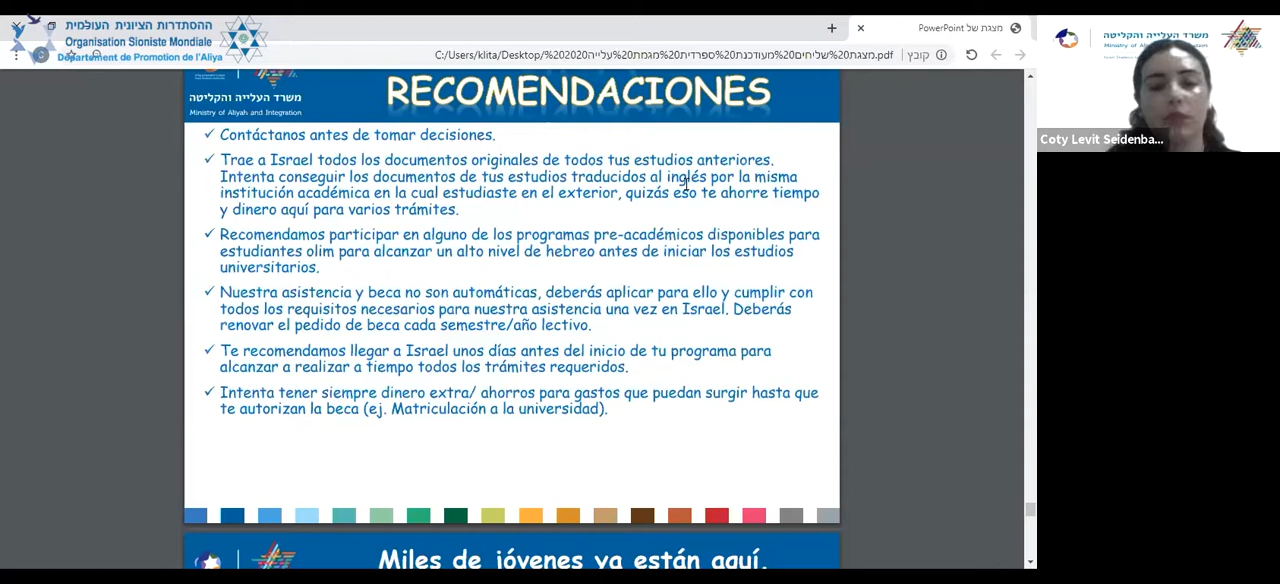 ההסתדרות הציונית העולמית
Organisation Sioniste Mondiale
Département de Promotion de l'Aliya
מצגת של PowerPoint
קובץ
C:/Users/klita/Desktop/%202020מצגת%20שליחים%20מעודכנת%20ספרדית%20מגמת%20עלייה.pdf
משרד העלייה והקליטה
Ministry of Aliyah and Integration
RECOMENDACIONES
✓ Contáctanos antes de tomar decisiones.
✓ Trae a Israel todos los documentos originales de todos tus estudios anteriores.
Intenta conseguir los documentos de tus estudios traducidos al inglés por la misma
institución académica en la cual estudiaste en el exterior, quizás eso te ahorre tiempo
y dinero aquí para varios trámites.
✓ Recomendamos participar en alguno de los programas pre-académicos disponibles para
estudiantes olim para alcanzar un alto nivel de hebreo antes de iniciar los estudios
universitarios.
✓ Nuestra asistencia y beca no son automáticas, deberás aplicar para ello y cumplir con
todos los requisitos necesarios para nuestra asistencia una vez en Israel. Deberás
renovar el pedido de beca cada semestre/año lectivo.
✓ Te recomendamos llegar a Israel unos días antes del inicio de tu programa para
alcanzar a realizar a tiempo todos los trámites requeridos.
✓ Intenta tener siempre dinero extra/ ahorros para gastos que puedan surgir hasta que
te autorizan la beca (ej. Matriculación a la universidad).
Miles de jóvenes ya están aquí.
משרד העלייה והקליטה
Coty Levit Seidenba...